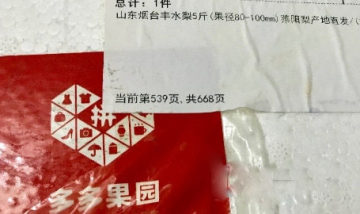 总计：1件
山东烟台丰水梨5斤(果径80-100mm)莱阳梨产地直发/
当前第539页,共668页
拼
多多果园